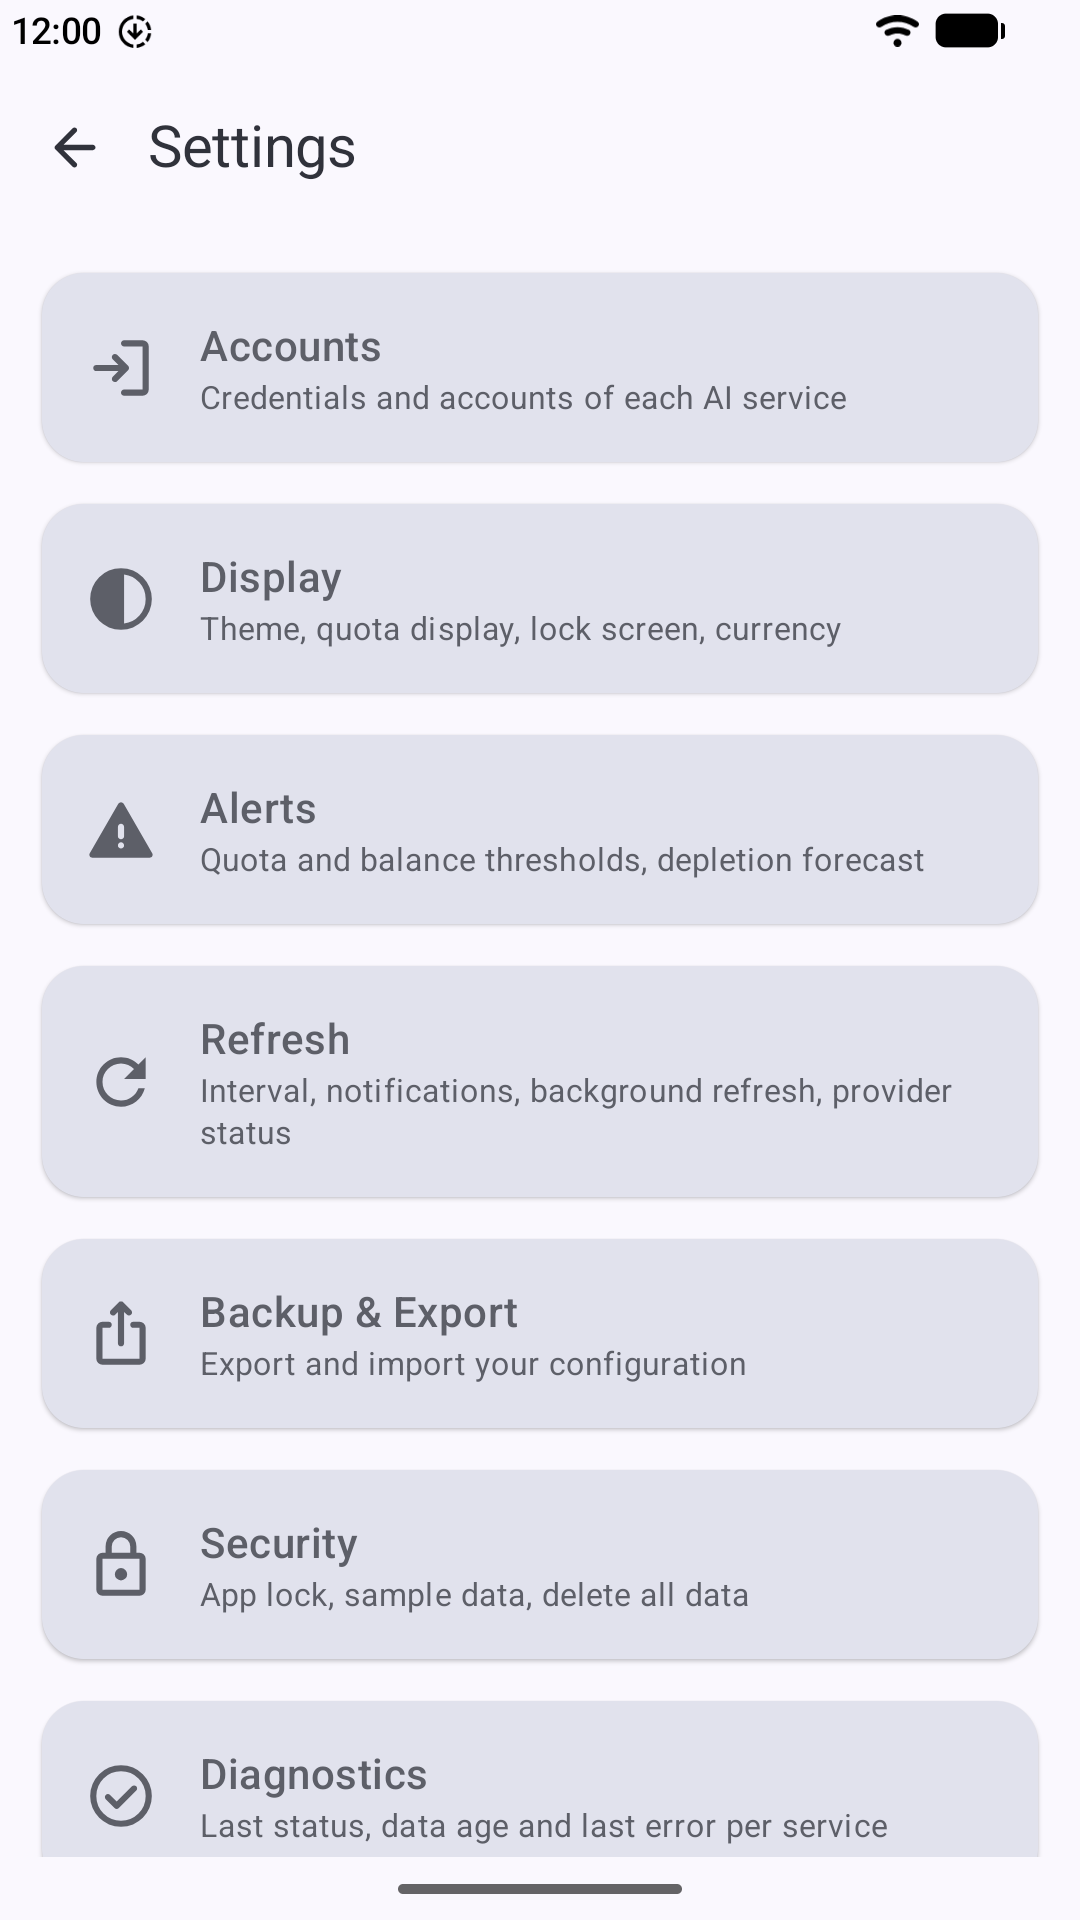 12:00
Settings
Accounts
Credentials and accounts of each AI service
Display
Theme, quota display, lock screen, currency
Alerts
Quota and balance thresholds, depletion forecast
Refresh
Interval, notifications, background refresh, provider
status
Backup & Export
Export and import your configuration
Security
App lock, sample data, delete all data
Diagnostics
Last status, data age and last error per service